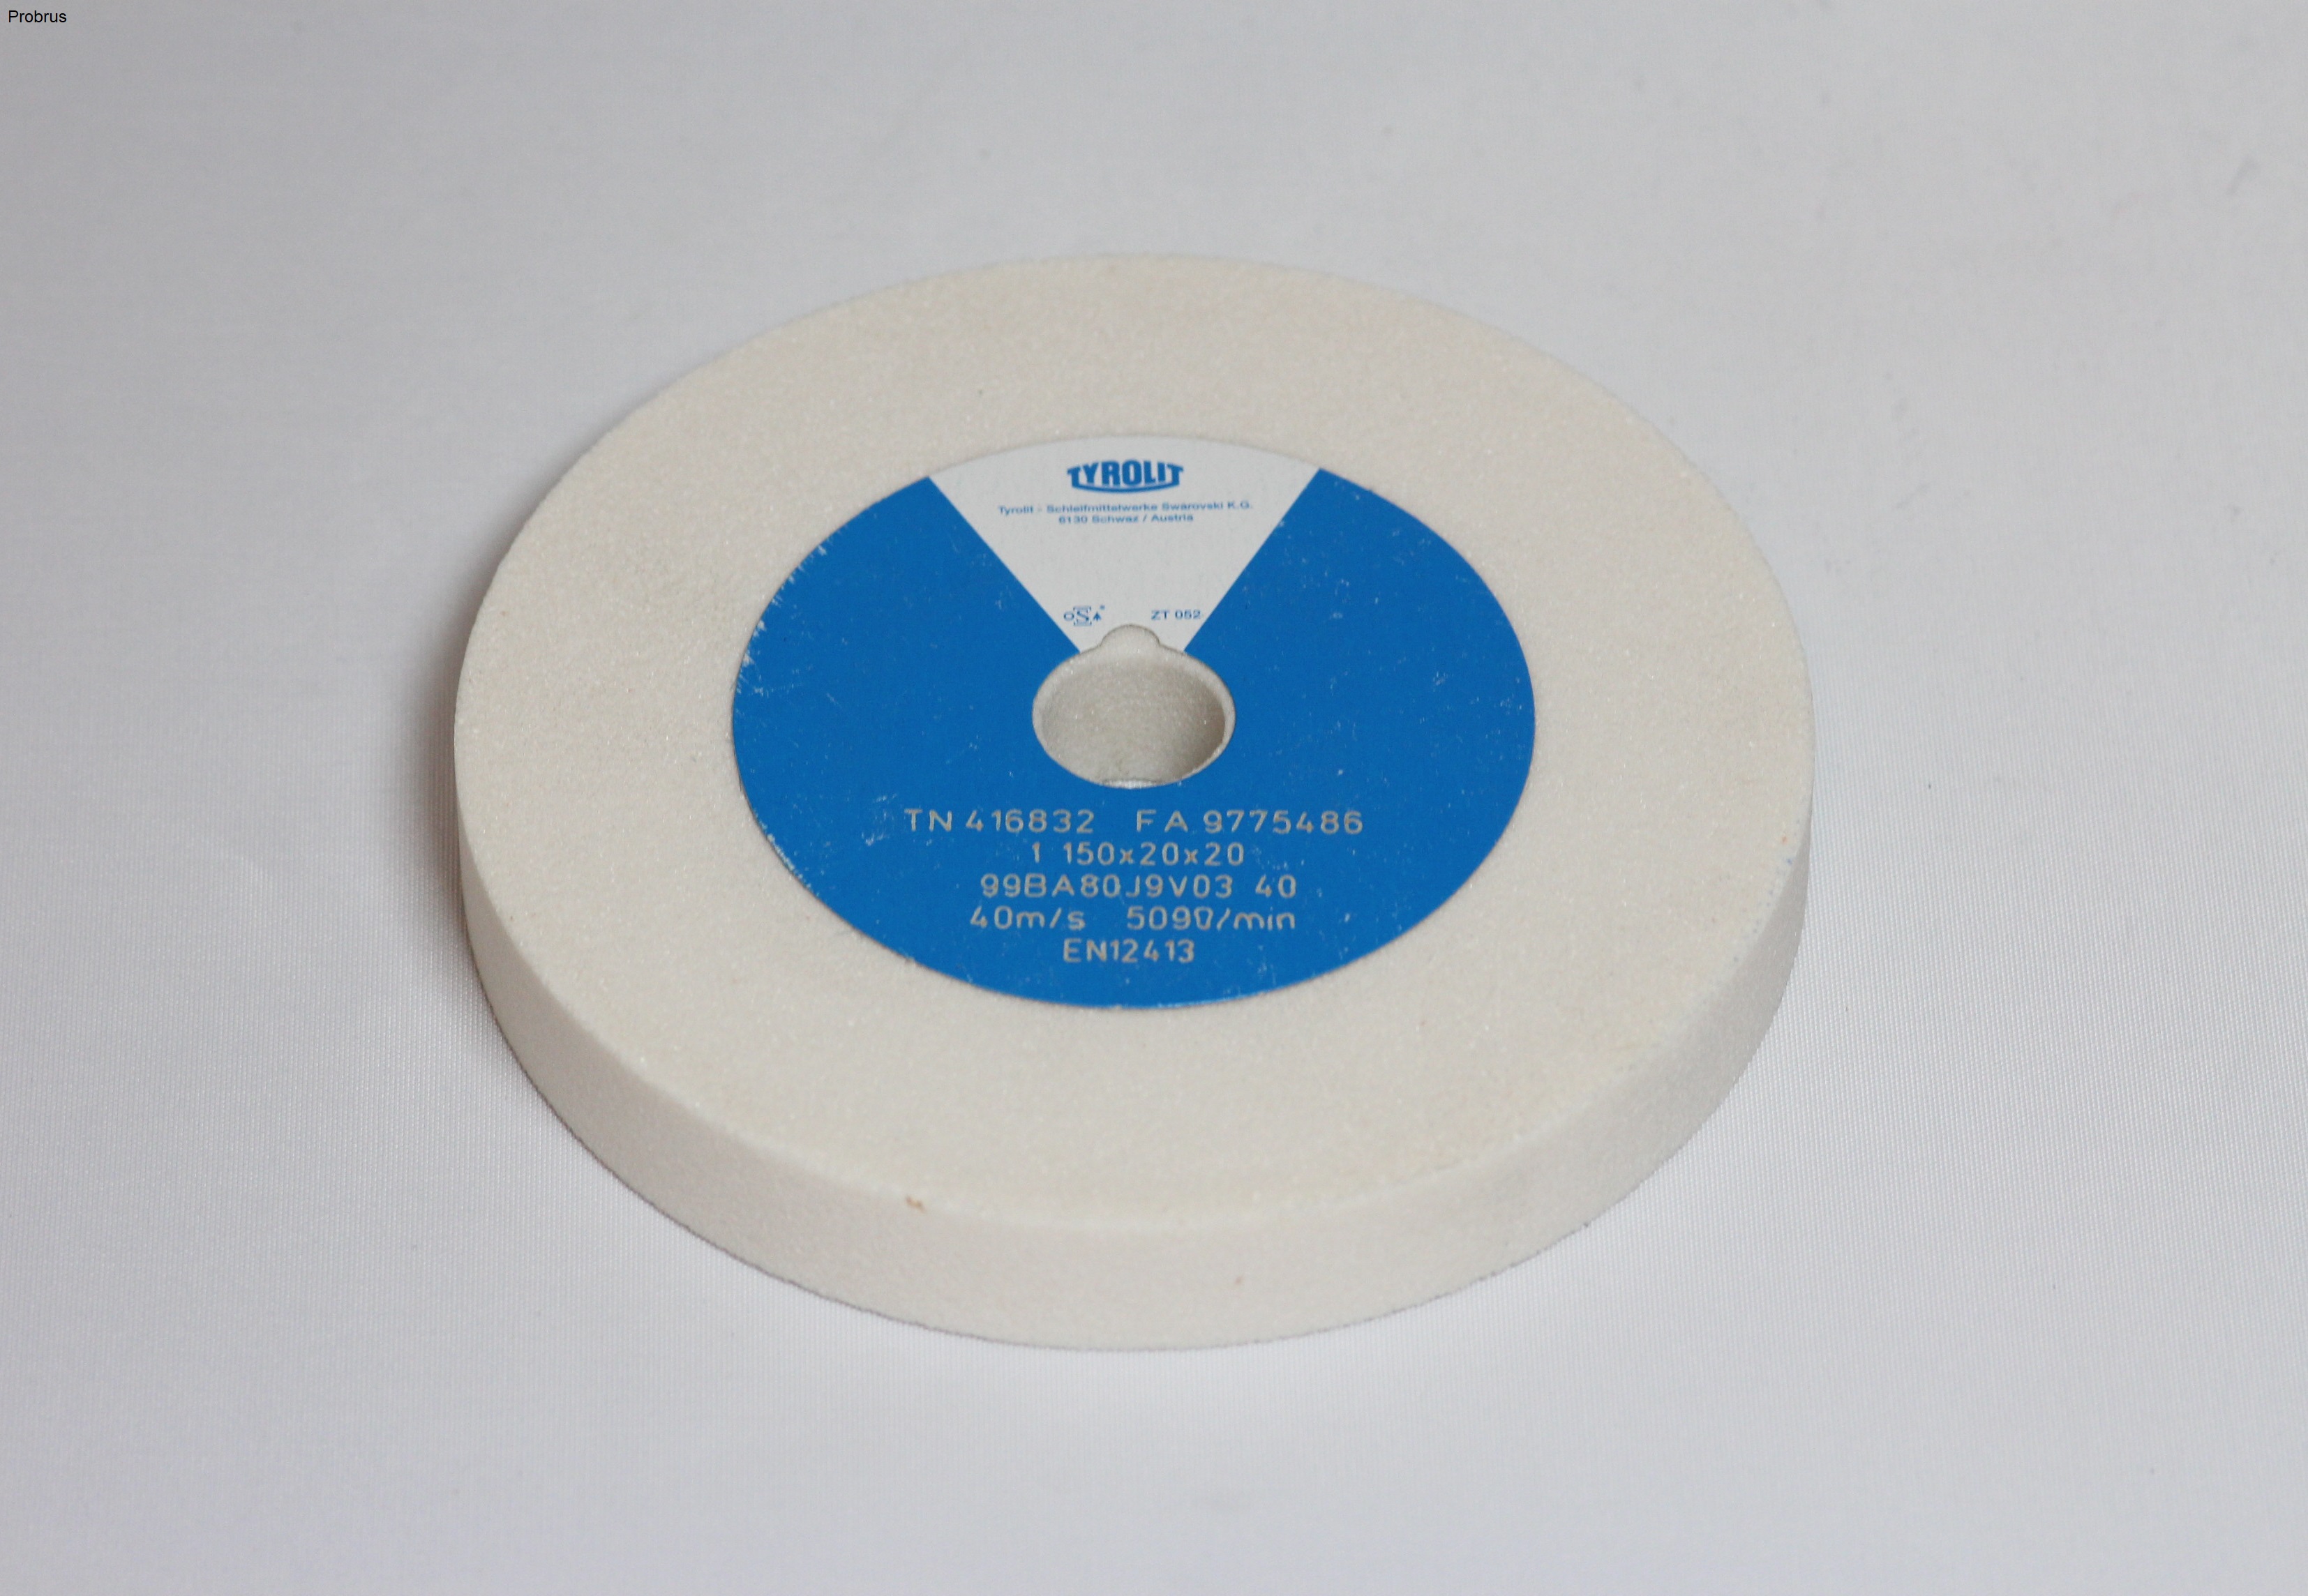 Probrus
TYROLIT
Tyrolit - Schleifmittelwerke Swarovski K.G.
6130 Schwaz / Austria
oSa ZT 052
TN 416832 FA 9775486
1 150x20x20
99BA80J9V03 40
40m/s 5090/min
EN12413